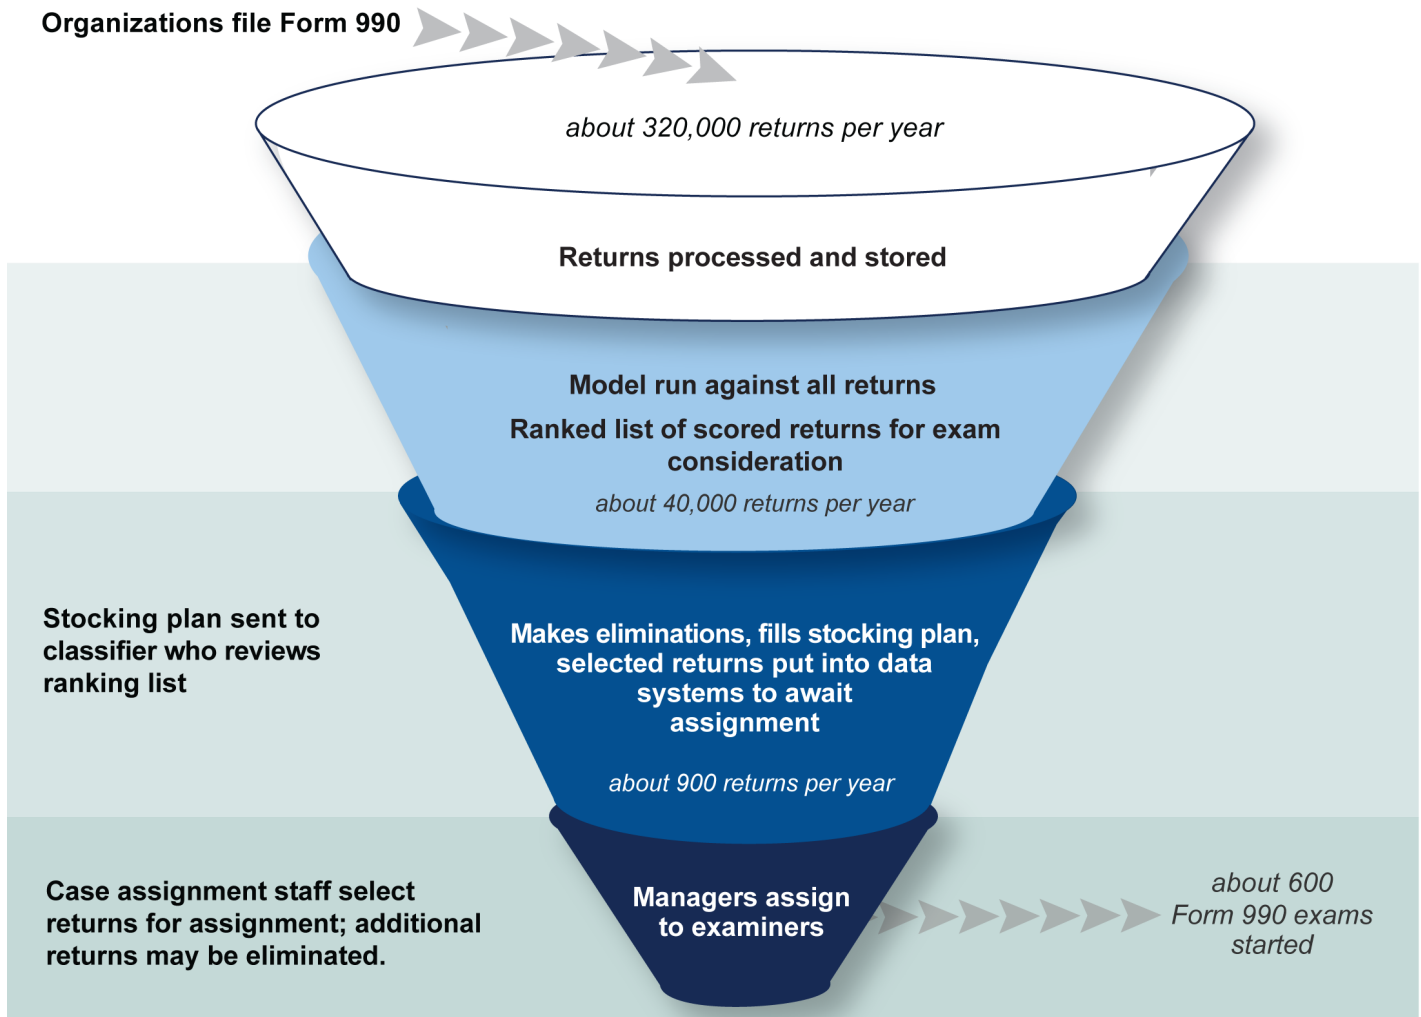 Organizations file Form 990
about 320,000 returns per year
Returns processed and stored
Model run against all returns
Ranked list of scored returns for exam
consideration
about 40,000 returns per year
Stocking plan sent to
classifier who reviews
ranking list
Makes eliminations, fills stocking plan,
selected returns put into data
systems to await
assignment
about 900 returns per year
Case assignment staff select
returns for assignment; additional
returns may be eliminated.
Managers assign
to examiners
about 600
Form 990 exams
started